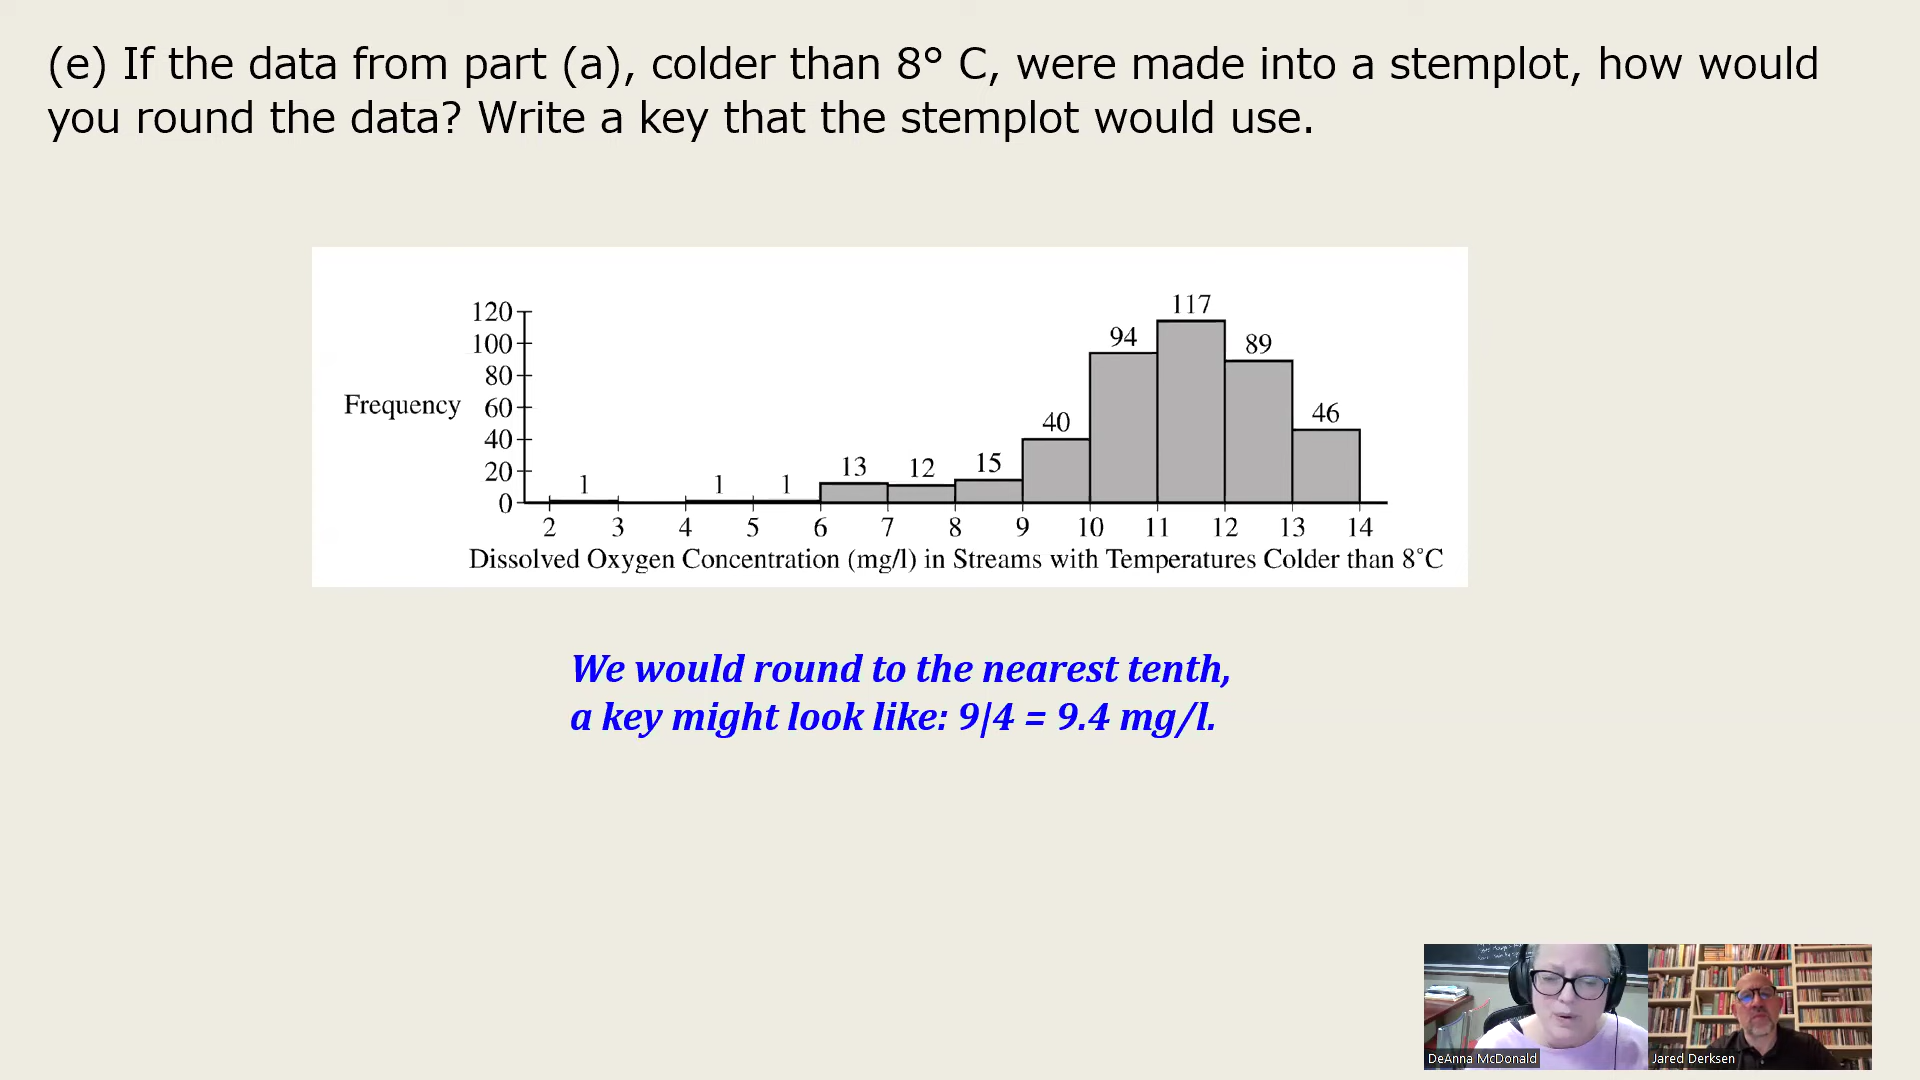 (e) If the data from part (a), colder than 8° C, were made into a stemplot, how would
you round the data? Write a key that the stemplot would use.
120
100
80
60
40
20
0
Frequency
1
1
1
13
12
15
40
94
117
89
46
2 3 4 5 6 7 8 9 10 11 12 13 14
Dissolved Oxygen Concentration (mg/l) in Streams with Temperatures Colder than 8°C
We would round to the nearest tenth,
a key might look like: 9|4 = 9.4 mg/l.
DeAnna McDonald
Jared Derksen